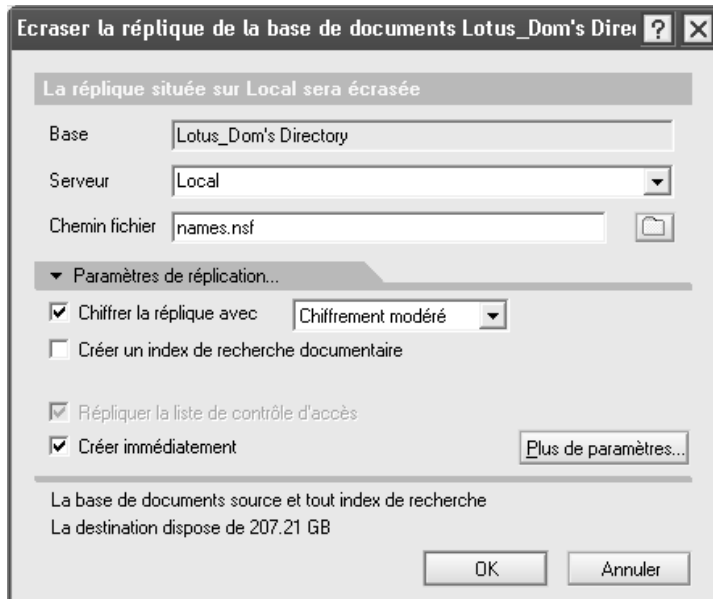 Ecraser la réplique de la base de documents Lotus_Dom's Direc
La réplique située sur Local sera écrasée
Base Lotus_Dom's Directory
Serveur Local
Chemin fichier names.nsf
Paramètres de réplication...
Chiffrer la réplique avec Chiffrement modéré
Créer un index de recherche documentaire
Répliquer la liste de contrôle d'accès
Créer immédiatement Plus de paramètres...
La base de documents source et tout index de recherche
La destination dispose de 207.21 GB
OK Annuler